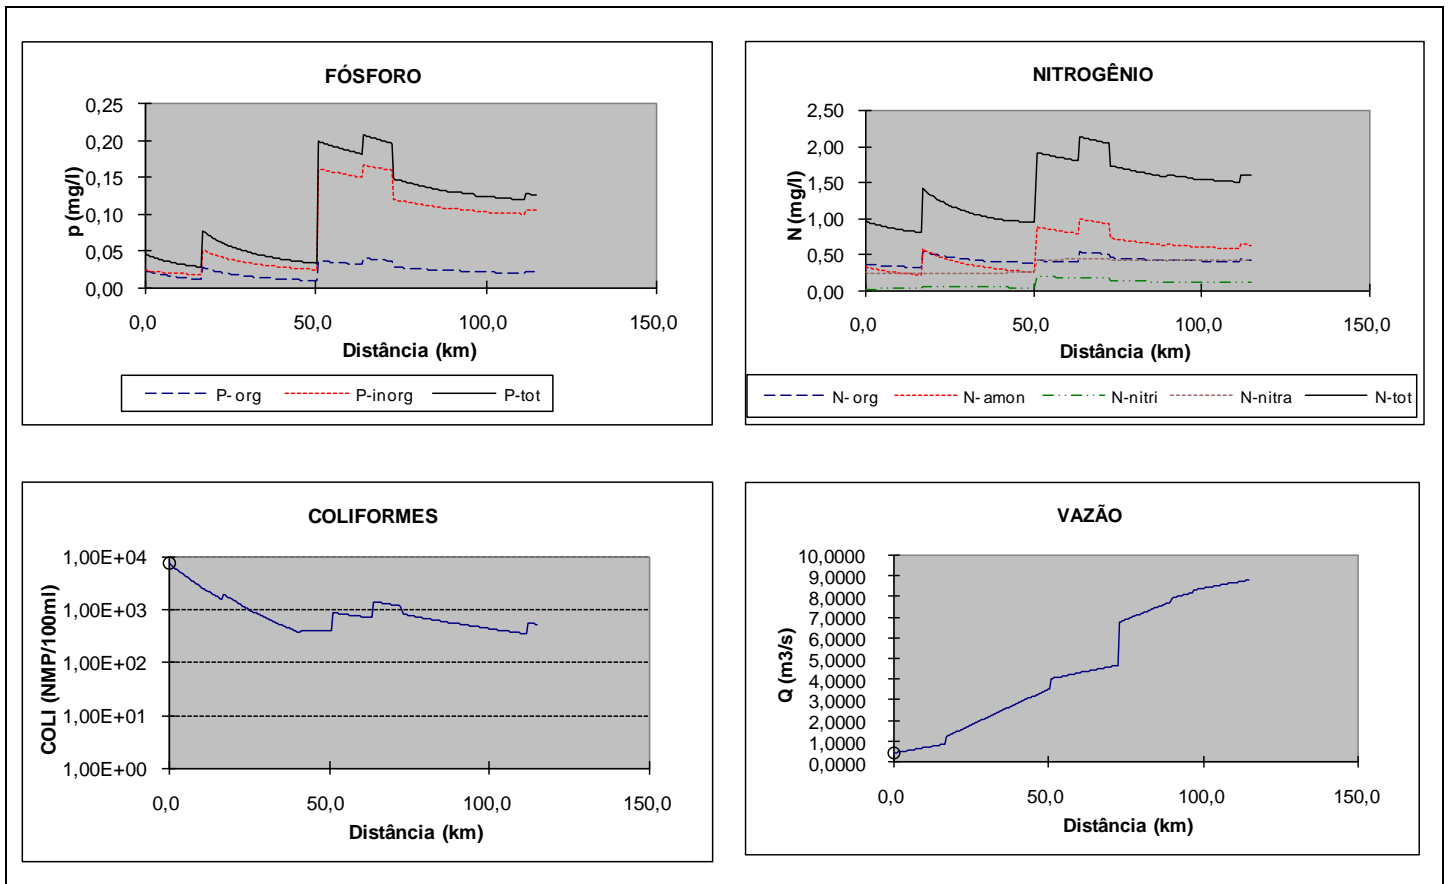 FÓSFORO
p (mg/l)
0,25
0,20
0,15
0,10
0,05
0,00
0,0 50,0 100,0 150,0
Distância (km)
P-org P-inorg P-tot
NITROGÊNIO
N (mg/l)
2,50
2,00
1,50
1,00
0,50
0,00
0,0 50,0 100,0 150,0
Distância (km)
N-org N-amon N-nitri N-nitra N-tot
COLIFORMES
COLI (NMP/100ml)
1,00E+04
1,00E+03
1,00E+02
1,00E+01
1,00E+00
0,0 50,0 100,0 150,0
Distância (km)
VAZÃO
Q (m3/s)
10,0000
9,0000
8,0000
7,0000
6,0000
5,0000
4,0000
3,0000
2,0000
1,0000
0,0000
0,0 50,0 100,0 150,0
Distância (km)